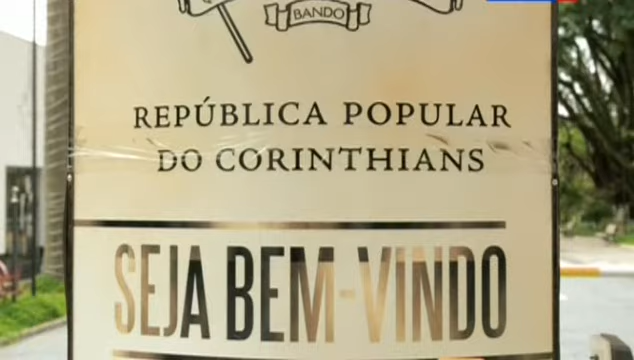 BANDO
REPÚBLICA POPULAR
DO CORINTHIANS
SEJA BEM-VINDO